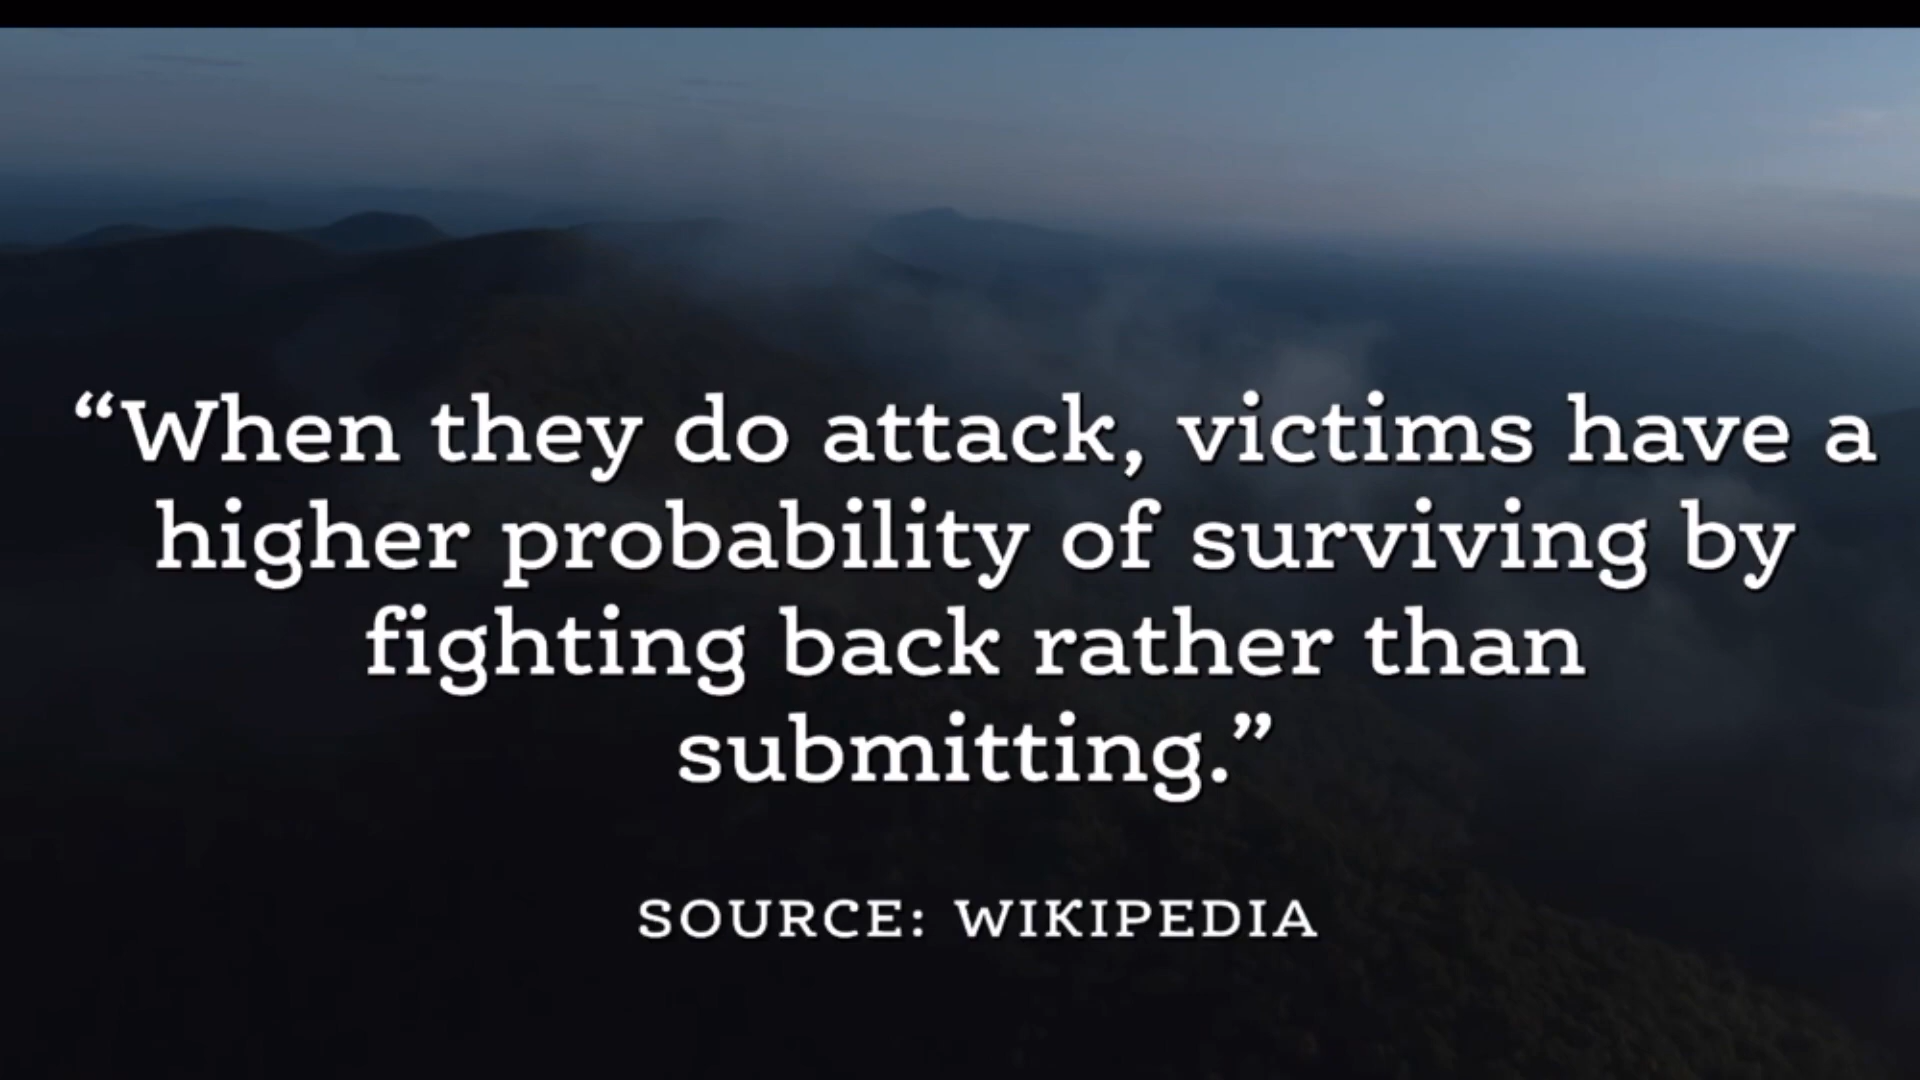 “When they do attack, victims have a
higher probability of surviving by
fighting back rather than
submitting.”
SOURCE: WIKIPEDIA